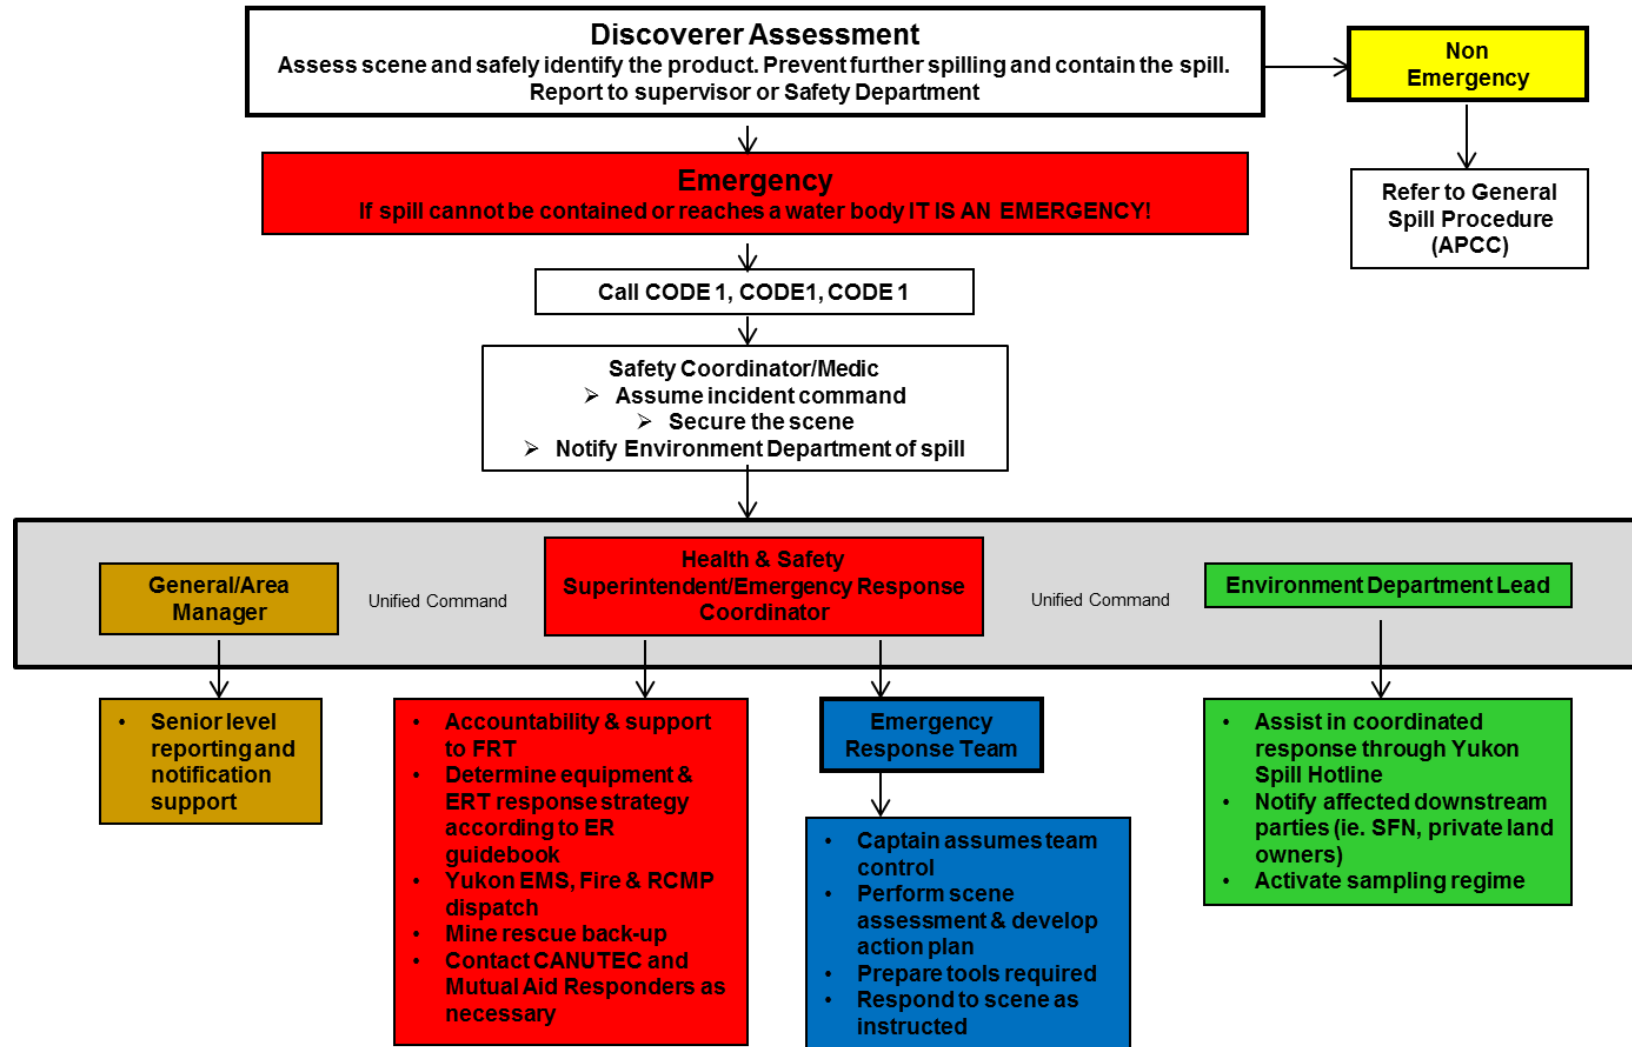 Discoverer Assessment
Assess scene and safely identify the product. Prevent further spilling and contain the spill.
Report to supervisor or Safety Department
Non
Emergency
Emergency
If spill cannot be contained or reaches a water body IT IS AN EMERGENCY!
Refer to General
Spill Procedure
(APCC)
Call CODE 1, CODE1, CODE 1
Safety Coordinator/Medic
➢ Assume incident command
➢ Secure the scene
➢ Notify Environment Department of spill
General/Area
Manager
Unified Command
Health & Safety
Superintendent/Emergency Response
Coordinator
Unified Command
Environment Department Lead
• Senior level
reporting and
notification
support
• Accountability & support
to FRT
• Determine equipment &
ERT response strategy
according to ER
guidebook
• Yukon EMS, Fire & RCMP
dispatch
• Mine rescue back-up
• Contact CANUTEC and
Mutual Aid Responders as
necessary
Emergency
Response Team
• Captain assumes team
control
• Perform scene
assessment & develop
action plan
• Prepare tools required
• Respond to scene as
instructed
• Assist in coordinated
response through Yukon
Spill Hotline
• Notify affected downstream
parties (ie. SFN, private land
owners)
• Activate sampling regime